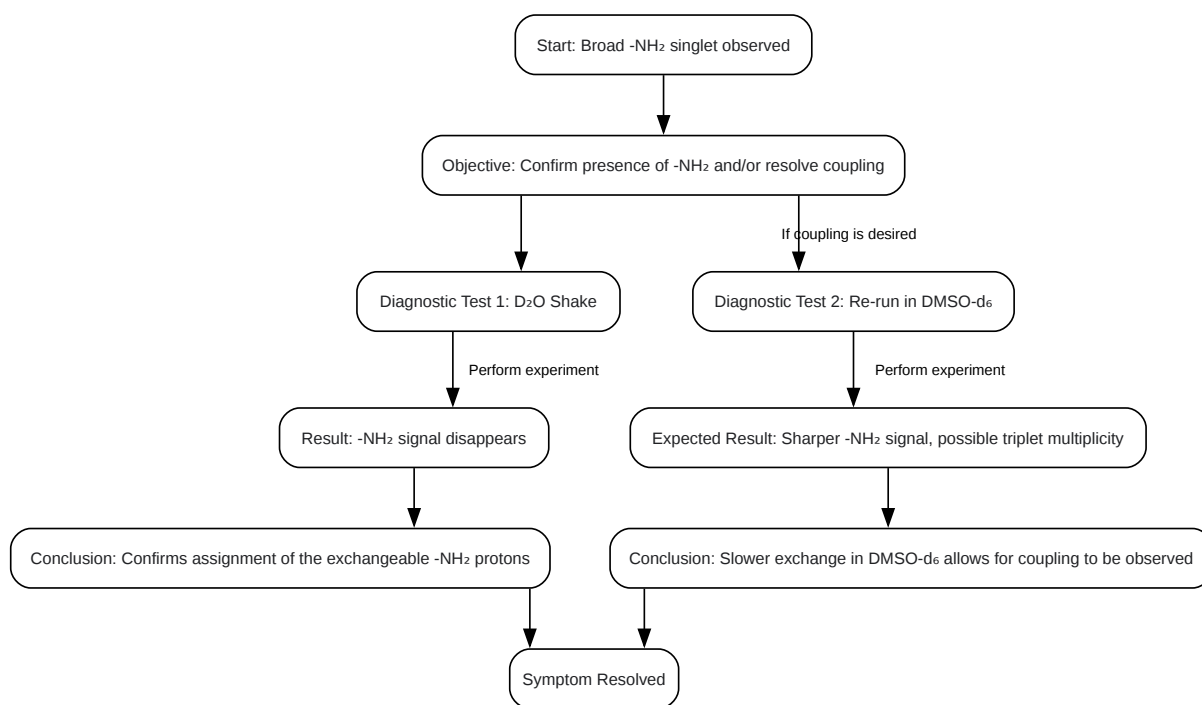 Start: Broad -NH₂ singlet observed
Objective: Confirm presence of -NH₂ and/or resolve coupling
If coupling is desired
Diagnostic Test 1: D₂O Shake
Diagnostic Test 2: Re-run in DMSO-d₆
Perform experiment
Perform experiment
Result: -NH₂ signal disappears
Expected Result: Sharper -NH₂ signal, possible triplet multiplicity
Conclusion: Confirms assignment of the exchangeable -NH₂ protons
Conclusion: Slower exchange in DMSO-d₆ allows for coupling to be observed
Symptom Resolved